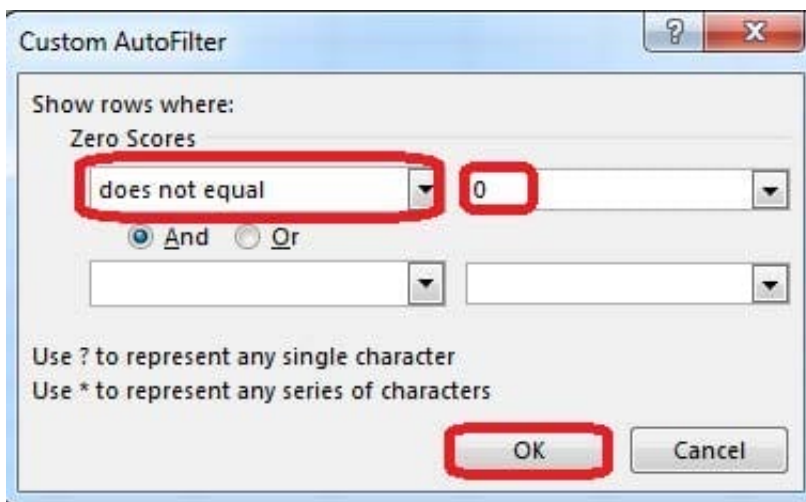 Custom AutoFilter
Show rows where:
Zero Scores
does not equal 0
And Or
Use ? to represent any single character
Use * to represent any series of characters
OK Cancel